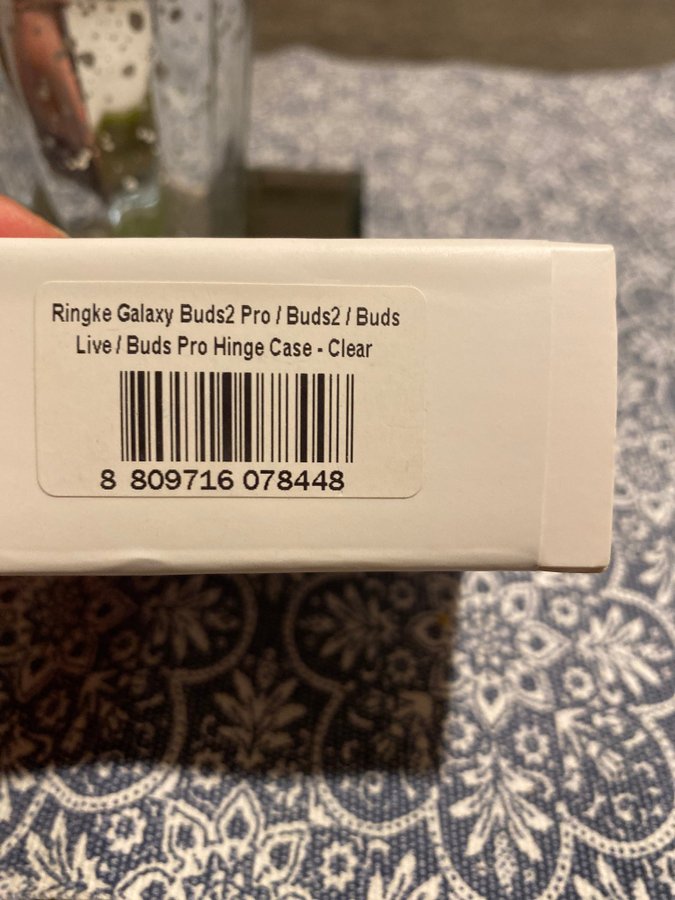 Ringke Galaxy Buds2 Pro / Buds2 / Buds
Live / Buds Pro Hinge Case - Clear
8 809716 078448